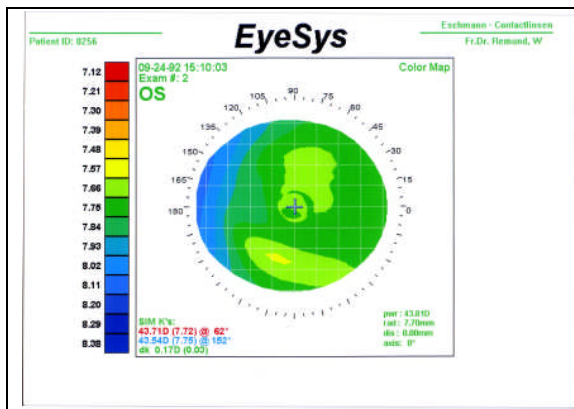 Patient ID: 0256
EyeSys
Eschmann - Contactlinsen
Fr.Dr. Remund, W
09-24-92 15:10:03
Exam #: 2
OS
Color Map
7.12
7.21
7.30
7.39
7.48
7.57
7.66
7.75
7.84
7.93
8.02
8.11
8.20
8.29
8.38
90
105
75
120
60
135
45
150
30
165
15
180
0
SIM K's:
43.71D (7.72) @ 62°
43.54D (7.75) @ 152°
dk 0.17D (0.03)
pwr : 43.81D
rad : 7.70mm
dis : 0.00mm
axis: 0°